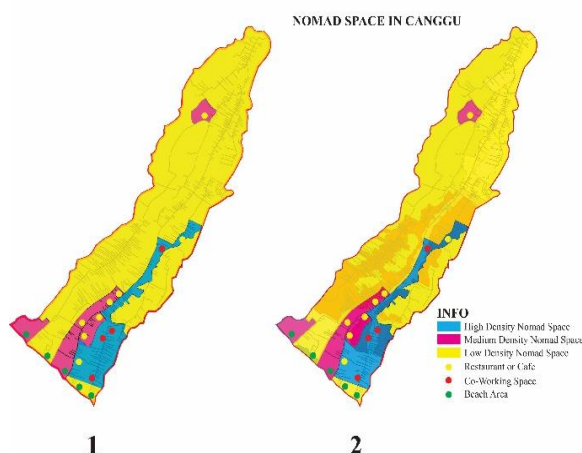 NOMAD SPACE IN CANGGU
INFO
High Density Nomad Space
Medium Density Nomad Space
Low Density Nomad Space
Restaurant or Cafe
Co-Working Space
Beach Area
1
2